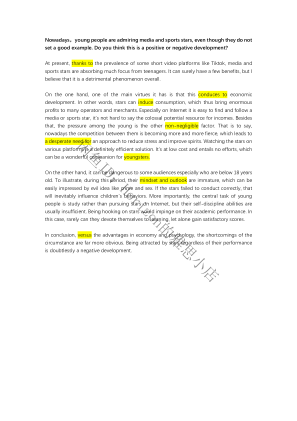 Nowadays, young people are admiring media and sports stars, even though they do not
set a good example. Do you think this is a positive or negative development?
At present, thanks to the prevalence of some short video platforms like Tiktok, media and
sports stars are absorbing much focus from teenagers. It can surely have a few benefits, but I
believe that it is a detrimental phenomenon overall.
On the one hand, one of the main virtues it has is that this conduces to economic
development. In other words, stars can induce consumption, which thus bring enormous
profits to many operators and merchants. Especially on Internet it is easy to find and follow a
media or sports star, it's not hard to say the colossal potential resource for incomes. Besides
that, the pressure among the young is the other non-negligible factor. That is to say,
nowadays the competition between them is becoming more and more fierce, which leads to
a desperate need for an approach to reduce stress and improve spirits. Watching the stars on
various platforms is definitely efficient solution. It's at low cost and entails no efforts, which
can be a wonderful companion for youngsters.
On the other hand, it can be dangerous to some audiences especially who are below 18 years
old. To illustrate, during this period, their mindset and outlook are immature, which can be
easily impressed by evil ideas like crimes and sex. If the stars failed to conduct correctly, that
will inevitably influence children's behaviors. More importantly, the central task of young
people is study rather than pursuing stars on Internet, but their self-discipline abilities are
usually insufficient. Being hooking on stars would impinge on their academic performance. In
this case, rarely can they devote themselves to learning, let alone gain satisfactory scores.
In conclusion, versus the advantages in economy and psychology, the shortcomings of the
circumstance are far more obvious. Being attracted by stars regardless of their performance
is doubtlessly a negative development.
的雅思小店